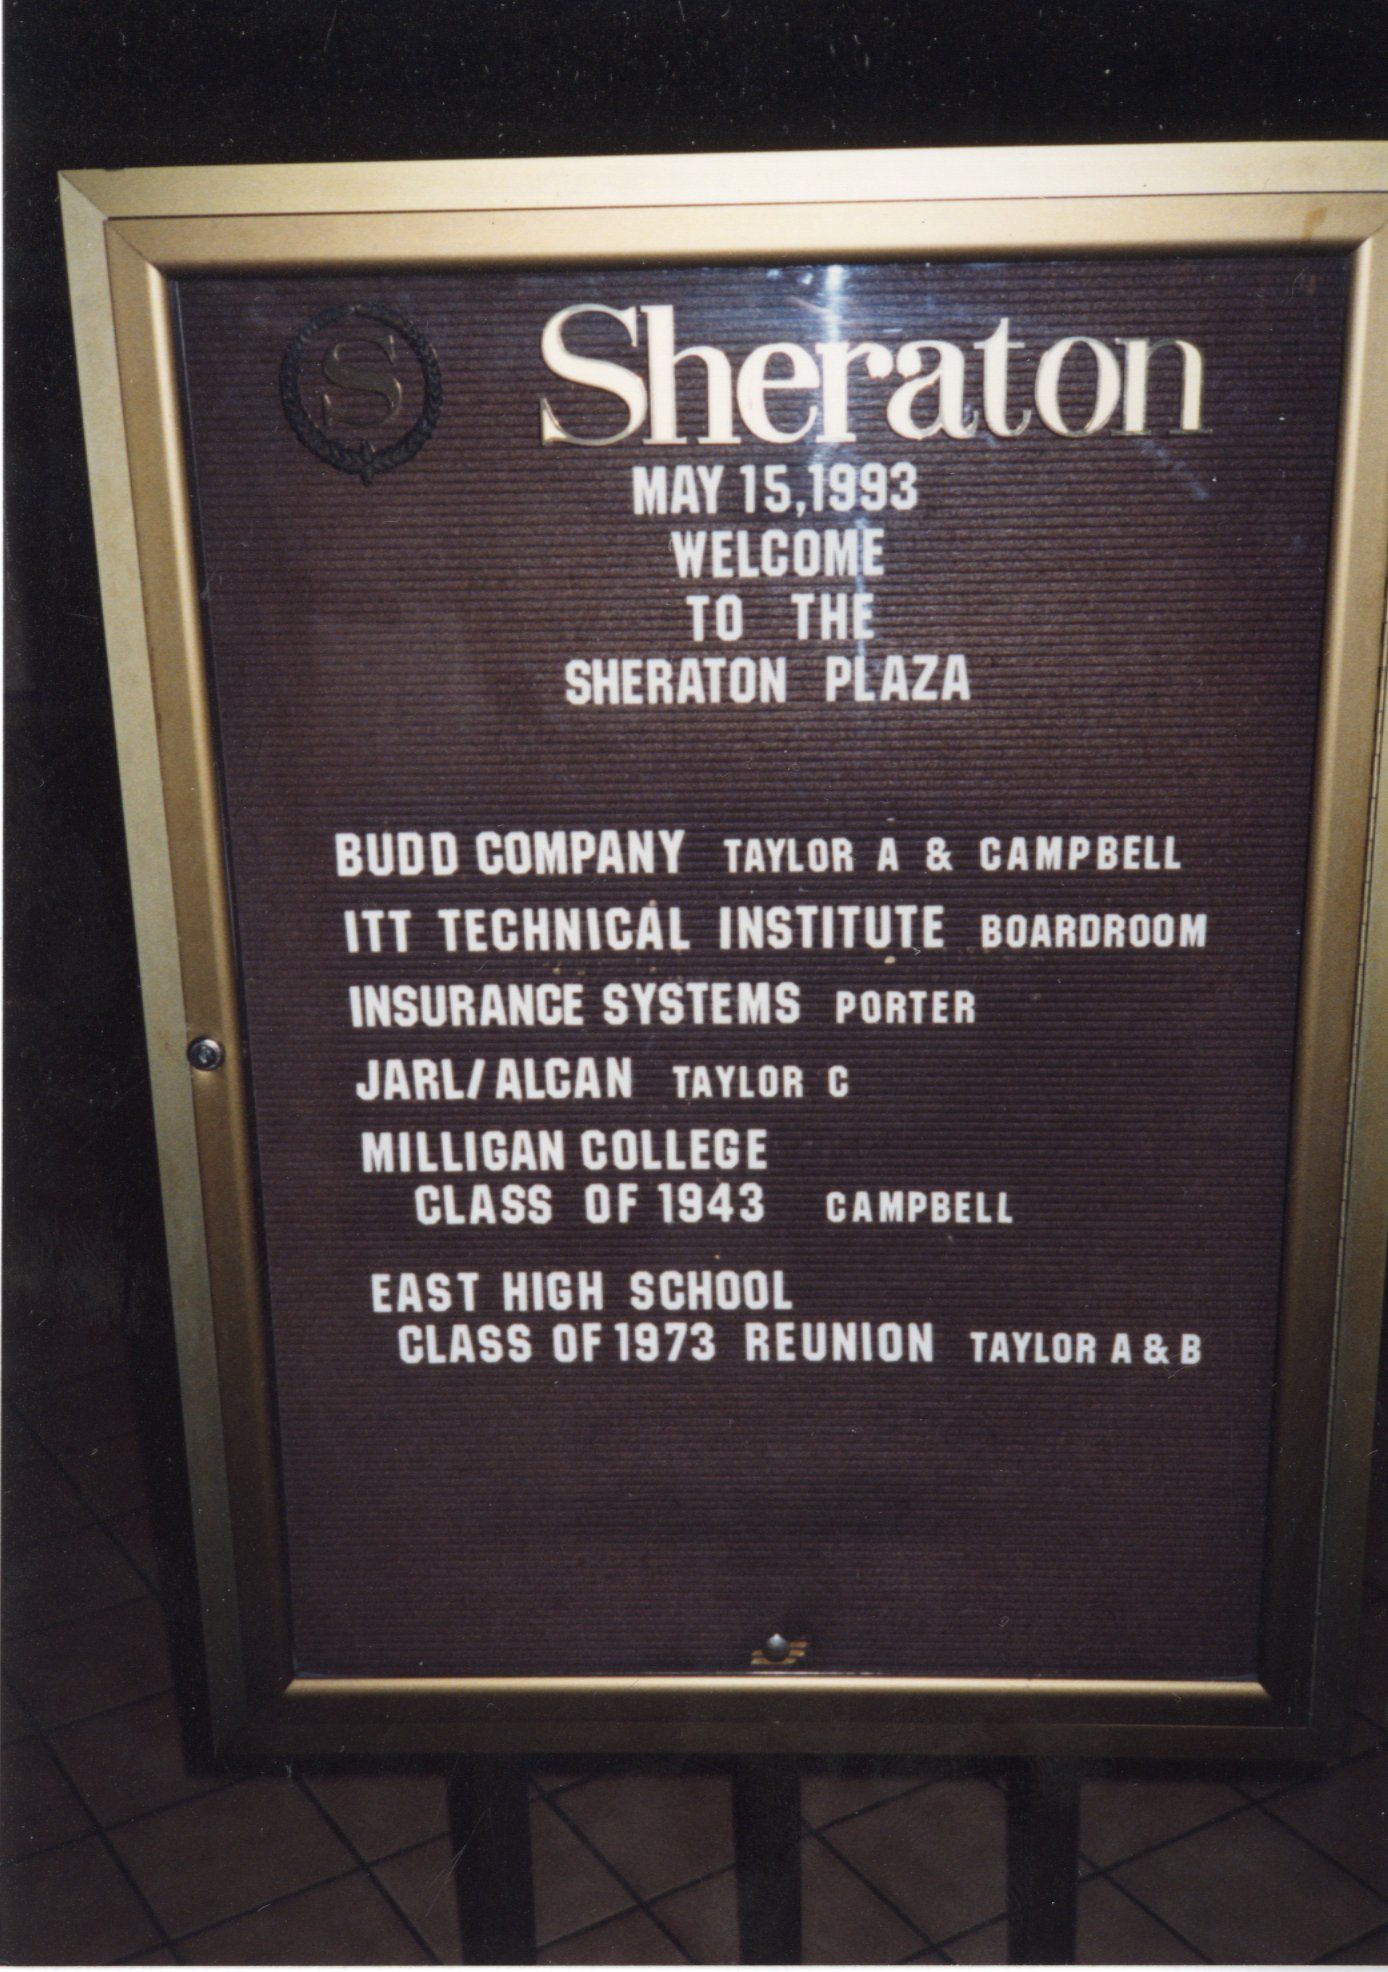 S
Sheraton
MAY 15,1993
WELCOME
TO THE
SHERATON PLAZA
BUDD COMPANY TAYLOR A & CAMPBELL
ITT TECHNICAL INSTITUTE BOARDROOM
INSURANCE SYSTEMS PORTER
JARL/ALCAN TAYLOR C
MILLIGAN COLLEGE
CLASS OF 1943 CAMPBELL
EAST HIGH SCHOOL
CLASS OF 1973 REUNION TAYLOR A & B